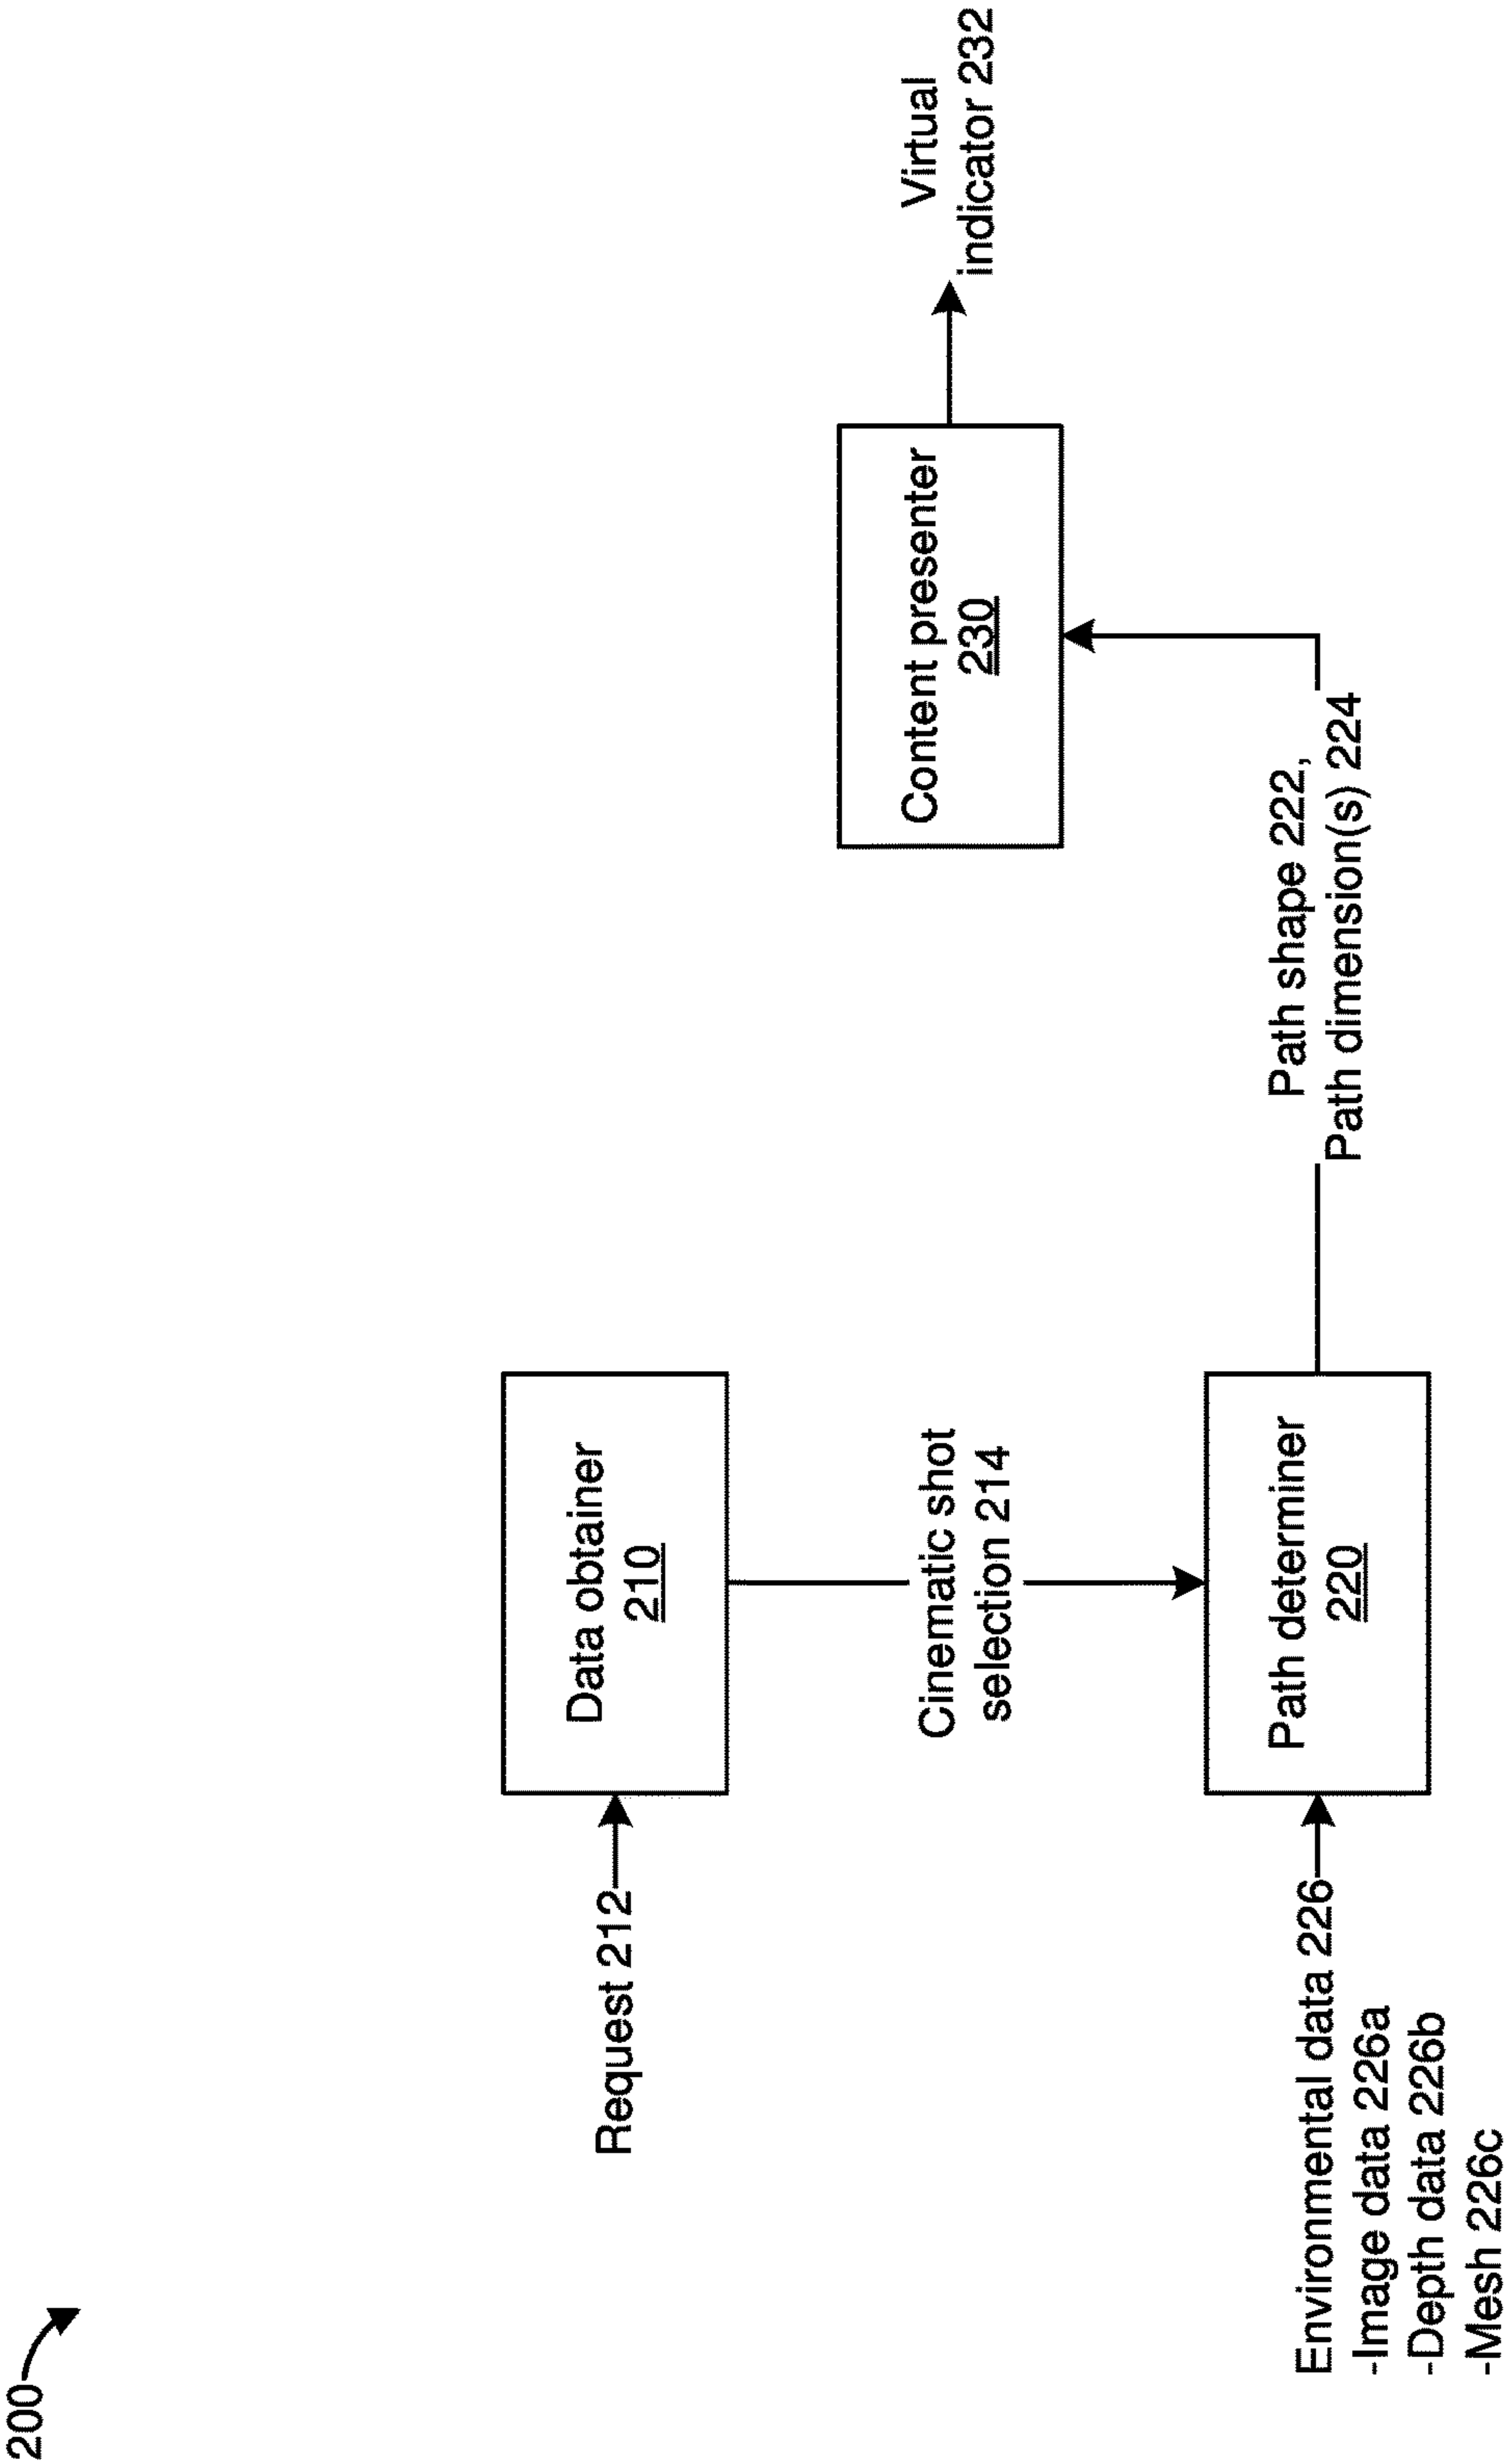 200
Request 212
Data obtainer
210
Cinematic shot
selection 214
Environmental data 226
-Image data 226a
-Depth data 226b
-Mesh 226c
Path determiner
220
Path shape 222,
Path dimension(s) 224
Content presenter
230
Virtual
indicator 232